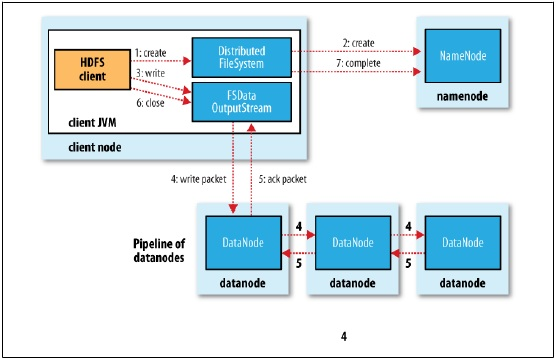 HDFS
client
1: create
3: write
6: close
Distributed
FileSystem
FSData
OutputStream
2: create
7: complete
NameNode
namenode
client JVM
client node
4: write packet
5: ack packet
Pipeline of
datanodes
DataNode
4
5
DataNode
4
5
DataNode
datanode
datanode
datanode
4